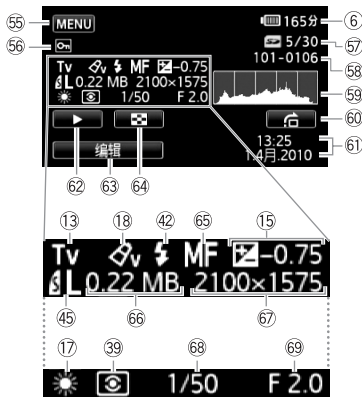 55 MENU 165分 6
56 5/30 57
101-0106 58
Tv MF -0.75
L 0.22 MB 2100×1575
1/50 F 2.0
59
60
编辑
13:25
1.4月.2010 61
62 63 64
13 18 42 65 15
Tv MF -0.75
L 0.22 MB 2100×1575
45 66 67
17 39 68 69
1/50 F 2.0